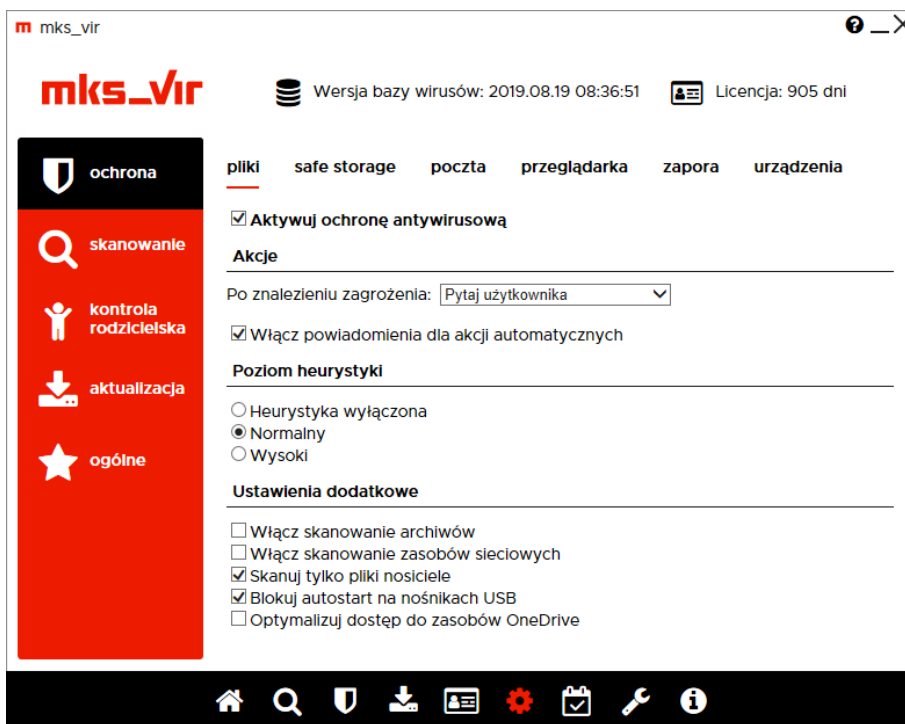 m mks_vir
mks_vir
Wersja bazy wirusów: 2019.08.19 08:36:51
Licencja: 905 dni
ochrona
skanowanie
kontrola
rodzicielska
aktualizacja
ogólne
pliki safe storage poczta przeglądarka zapora urządzenia
Aktywuj ochronę antywirusową
Akcje
Po znalezieniu zagrożenia: Pytaj użytkownika
Włącz powiadomienia dla akcji automatycznych
Poziom heurystyki
Heurystyka wyłączona
Normalny
Wysoki
Ustawienia dodatkowe
Włącz skanowanie archiwów
Włącz skanowanie zasobów sieciowych
Skanuj tylko pliki nosiciele
Blokuj autostart na nośnikach USB
Optymalizuj dostęp do zasobów OneDrive